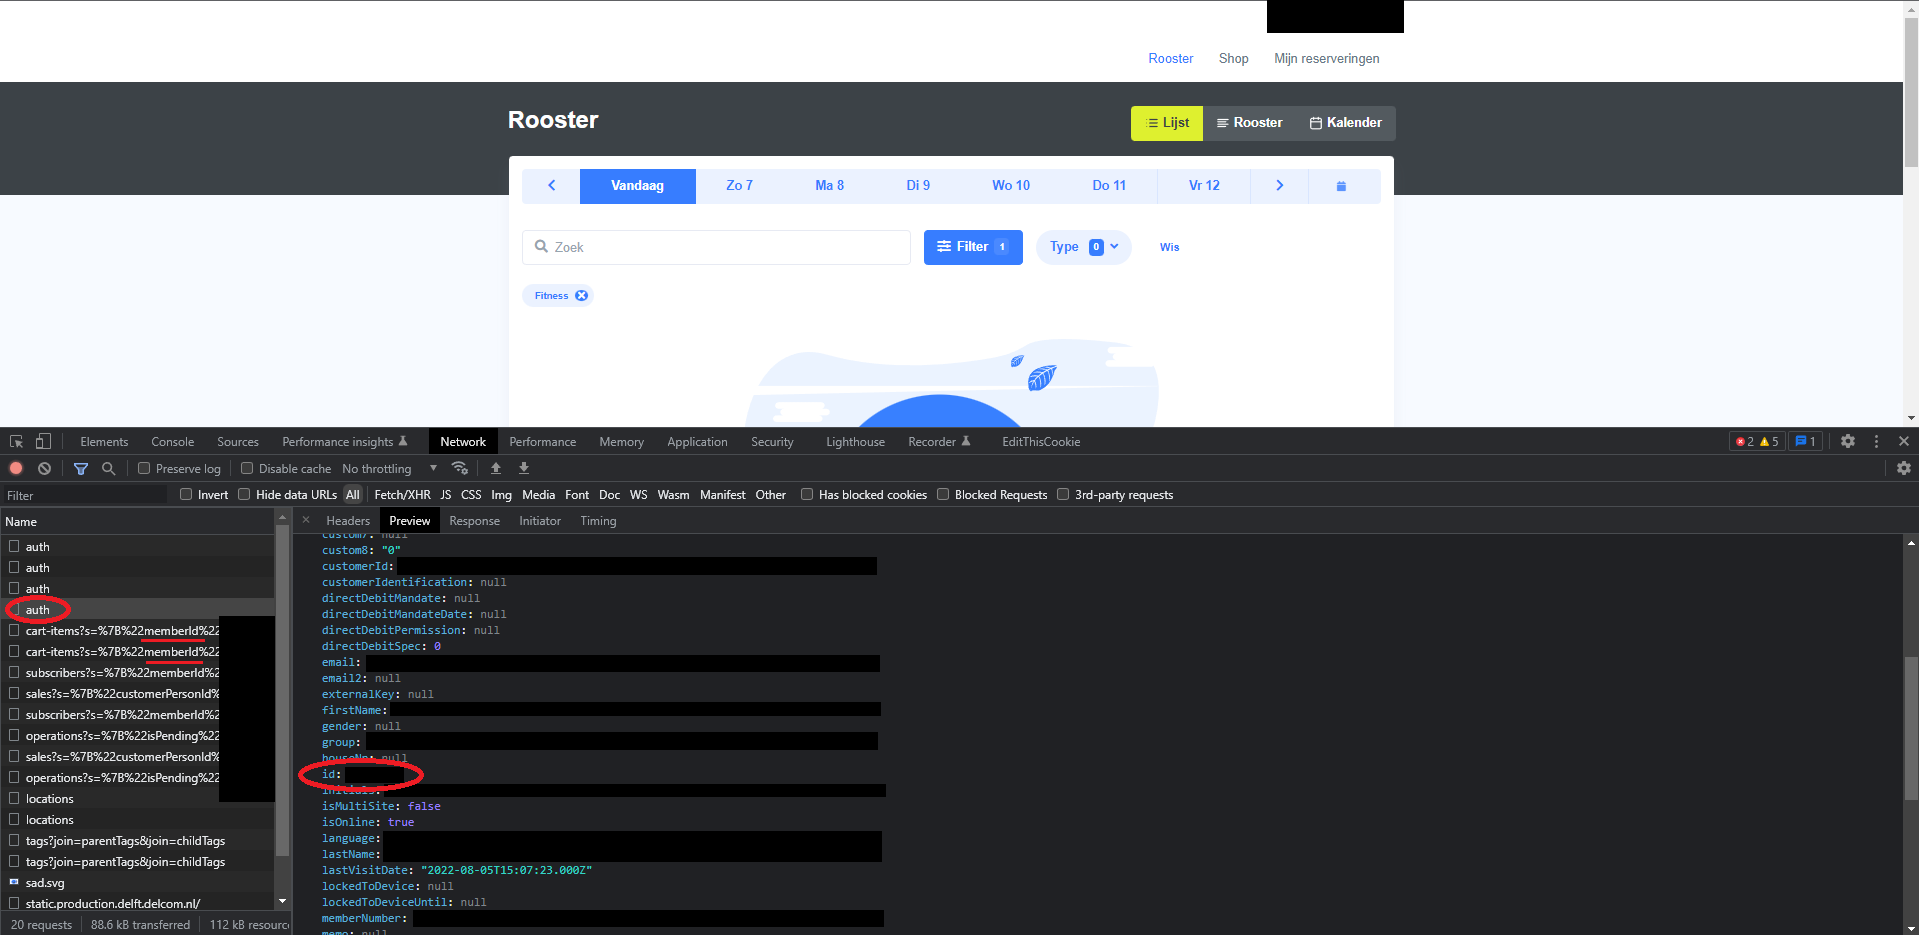 Rooster Shop Mijn reserveringen
Rooster
Lijst Rooster Kalender
Vandaag Zo 7 Ma 8 Di 9 Wo 10 Do 11 Vr 12
Zoek Filter 1 Type 0 Wis
Fitness
Elements Console Sources Performance insights Network Performance Memory Application Security Lighthouse Recorder EditThisCookie 2 5 1
Preserve log Disable cache No throttling
Filter Invert Hide data URLs All Fetch/XHR JS CSS Img Media Font Doc WS Wasm Manifest Other Has blocked cookies Blocked Requests 3rd-party requests
Name
auth
auth
auth
auth
cart-items?s=%7B%22memberId%22
cart-items?s=%7B%22memberId%22
subscribers?s=%7B%22memberId%2
sales?s=%7B%22customerPersonId%
subscribers?s=%7B%22memberId%2
operations?s=%7B%22isPending%22
sales?s=%7B%22customerPersonId%
operations?s=%7B%22isPending%22
locations
locations
tags?join=parentTags&join=childTags
tags?join=parentTags&join=childTags
sad.svg
static.production.delft.delcom.nl/
20 requests 88.6 kB transferred 112 kB resourc
× Headers Preview Response Initiator Timing
custom7: null
custom8: "0"
customerId:
customerIdentification: null
directDebitMandate: null
directDebitMandateDate: null
directDebitPermission: null
directDebitSpec: 0
email:
email2: null
externalKey: null
firstName:
gender: null
group:
houseNr: null
id:
initials:
isMultiSite: false
isOnline: true
language:
lastName:
lastVisitDate: "2022-08-05T15:07:23.000Z"
lockedToDevice: null
lockedToDeviceUntil: null
memberNumber:
memo: null